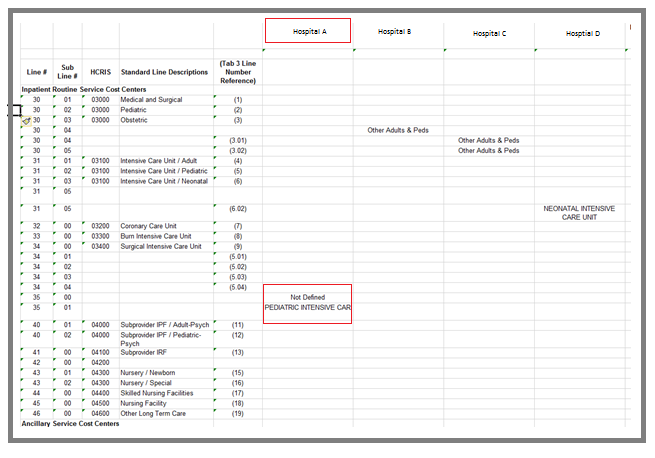 Hospital A Hospital B Hospital C Hosptial D
Line # Sub Line # HCRIS Standard Line Descriptions (Tab 3 Line Number Reference)
Inpatient Routine Service Cost Centers
30 01 03000 Medical and Surgical (1)
30 02 03000 Pediatric (2)
30 03 03000 Obstetric (3)
30 04 Other Adults & Peds
30 04 (3.01) Other Adults & Peds
30 05 (3.02) Other Adults & Peds
31 01 03100 Intensive Care Unit / Adult (4)
31 02 03100 Intensive Care Unit / Pediatric (5)
31 03 03100 Intensive Care Unit / Neonatal (6)
31 05
31 05 (6.02) NEONATAL INTENSIVE CARE UNIT
32 00 03200 Coronary Care Unit (7)
33 00 03300 Burn Intensive Care Unit (8)
34 00 03400 Surgical Intensive Care Unit (9)
34 01 (5.01)
34 02 (5.02)
34 03 (5.03)
34 04 (5.04)
35 00 Not Defined
35 01 PEDIATRIC INTENSIVE CAR
40 01 04000 Subprovider IPF / Adult-Psych (11)
40 02 04000 Subprovider IPF / Pediatric-Psych (12)
41 00 04100 Subprovider IRF (13)
42 00 04200
43 01 04300 Nursery / Newborn (15)
43 02 04300 Nursery / Special (16)
44 00 04400 Skilled Nursing Facilities (17)
45 00 04500 Nursing Facility (18)
46 00 04600 Other Long Term Care (19)
Ancillary Service Cost Centers